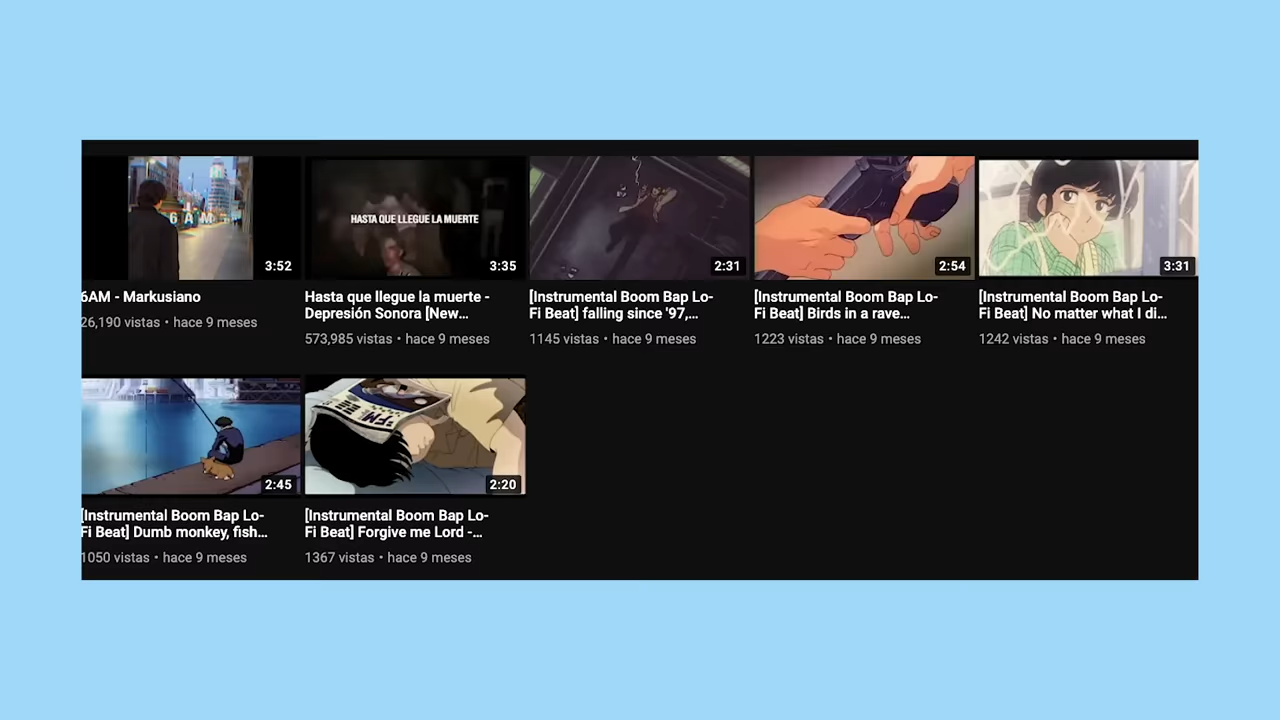 6 A M
3:52
HASTA QUE LLEGUE LA MUERTE
3:35
2:31
2:54
3:31
6AM - Markusiano
26,190 vistas • hace 9 meses
Hasta que llegue la muerte -
Depresión Sonora [New...
573,985 vistas • hace 9 meses
[Instrumental Boom Bap Lo-
Fi Beat] falling since '97,...
1145 vistas • hace 9 meses
[Instrumental Boom Bap Lo-
Fi Beat] Birds in a rave...
1223 vistas • hace 9 meses
[Instrumental Boom Bap Lo-
Fi Beat] No matter what I di...
1242 vistas • hace 9 meses
2:45
FM
2:20
[Instrumental Boom Bap Lo-
Fi Beat] Dumb monkey, fish...
1050 vistas • hace 9 meses
[Instrumental Boom Bap Lo-
Fi Beat] Forgive me Lord -...
1367 vistas • hace 9 meses